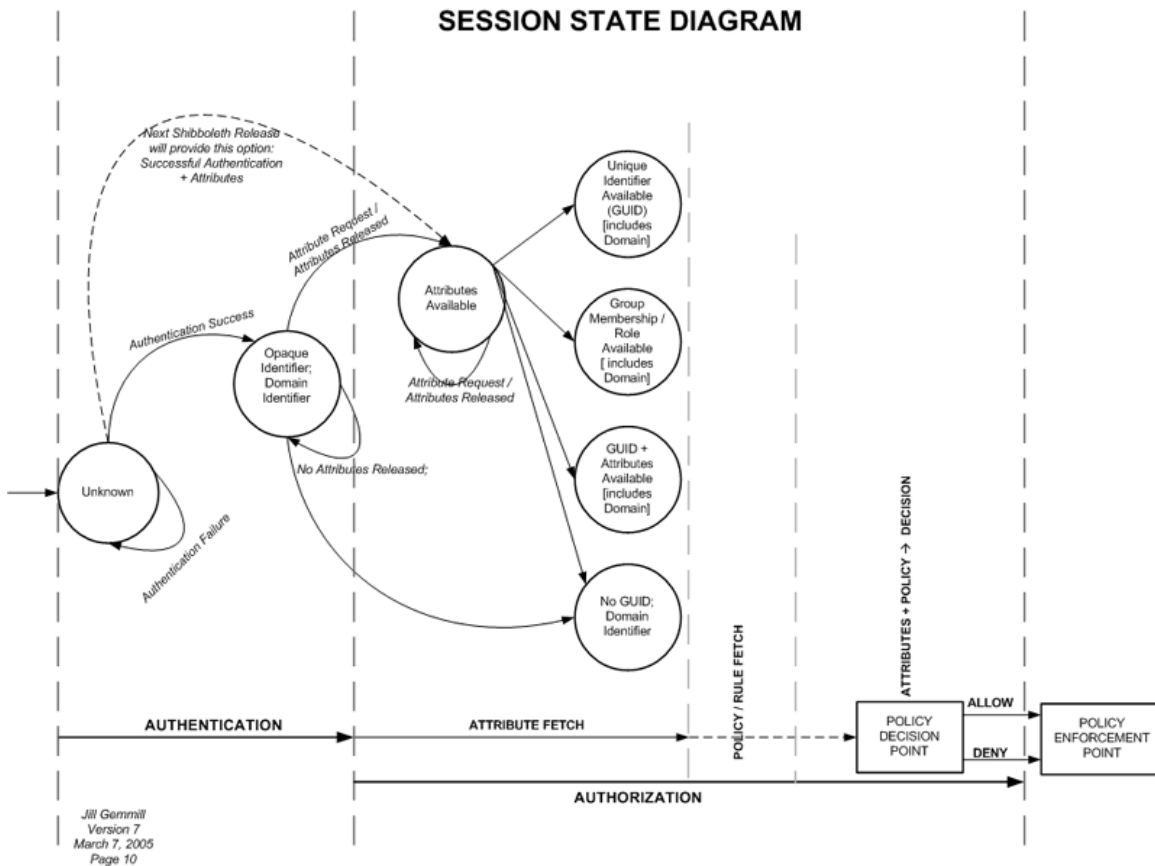 SESSION STATE DIAGRAM
Next Shibboleth Release
will provide this option:
Successful Authentication
+ Attributes
Attribute Request /
Attributes Released
Authentication Success
Unknown
Authentication Failure
Opaque
Identifier;
Domain
Identifier
No Attributes Released;
Attributes
Available
Attribute Request /
Attributes Released
Unique
Identifier
Available
(GUID)
[includes
Domain]
Group
Membership /
Role
Available
[ includes
Domain]
GUID +
Attributes
Available
[includes
Domain]
No GUID;
Domain
Identifier
POLICY / RULE FETCH
ATTRIBUTES + POLICY → DECISION
AUTHENTICATION
ATTRIBUTE FETCH
POLICY
DECISION
POINT
ALLOW
DENY
POLICY
ENFORCEMENT
POINT
AUTHORIZATION
Jill Gemmill
Version 7
March 7, 2005
Page 10